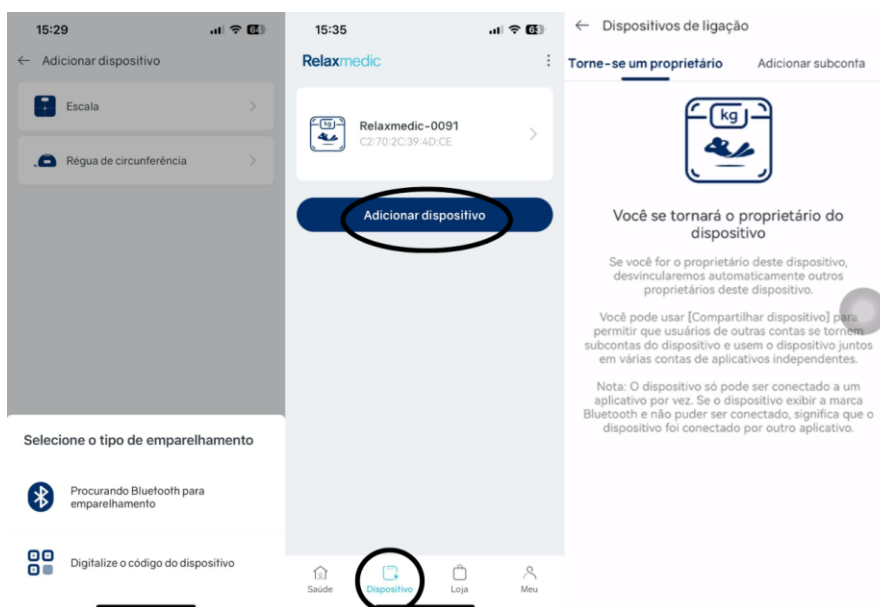 15:29
64
← Adicionar dispositivo
Escala
Régua de circunferência
Selecione o tipo de emparelhamento
Procurando Bluetooth para
emparelhamento
Digitalize o código do dispositivo
15:35
63
Relaxmedic
kg
Relaxmedic-0091
C2:70:2C:39:4D:CE
Adicionar dispositivo
Saúde
Dispositivo
Loja
Meu
← Dispositivos de ligação
Torne-se um proprietário
Adicionar subconta
kg
Você se tornará o proprietário do
dispositivo
Se você for o proprietário deste dispositivo,
desvincularemos automaticamente outros
proprietários deste dispositivo.
Você pode usar [Compartilhar dispositivo] para
permitir que usuários de outras contas se tornem
subcontas do dispositivo e usem o dispositivo juntos
em várias contas de aplicativos independentes.
Nota: O dispositivo só pode ser conectado a um
aplicativo por vez. Se o dispositivo exibir a marca
Bluetooth e não puder ser conectado, significa que o
dispositivo foi conectado por outro aplicativo.